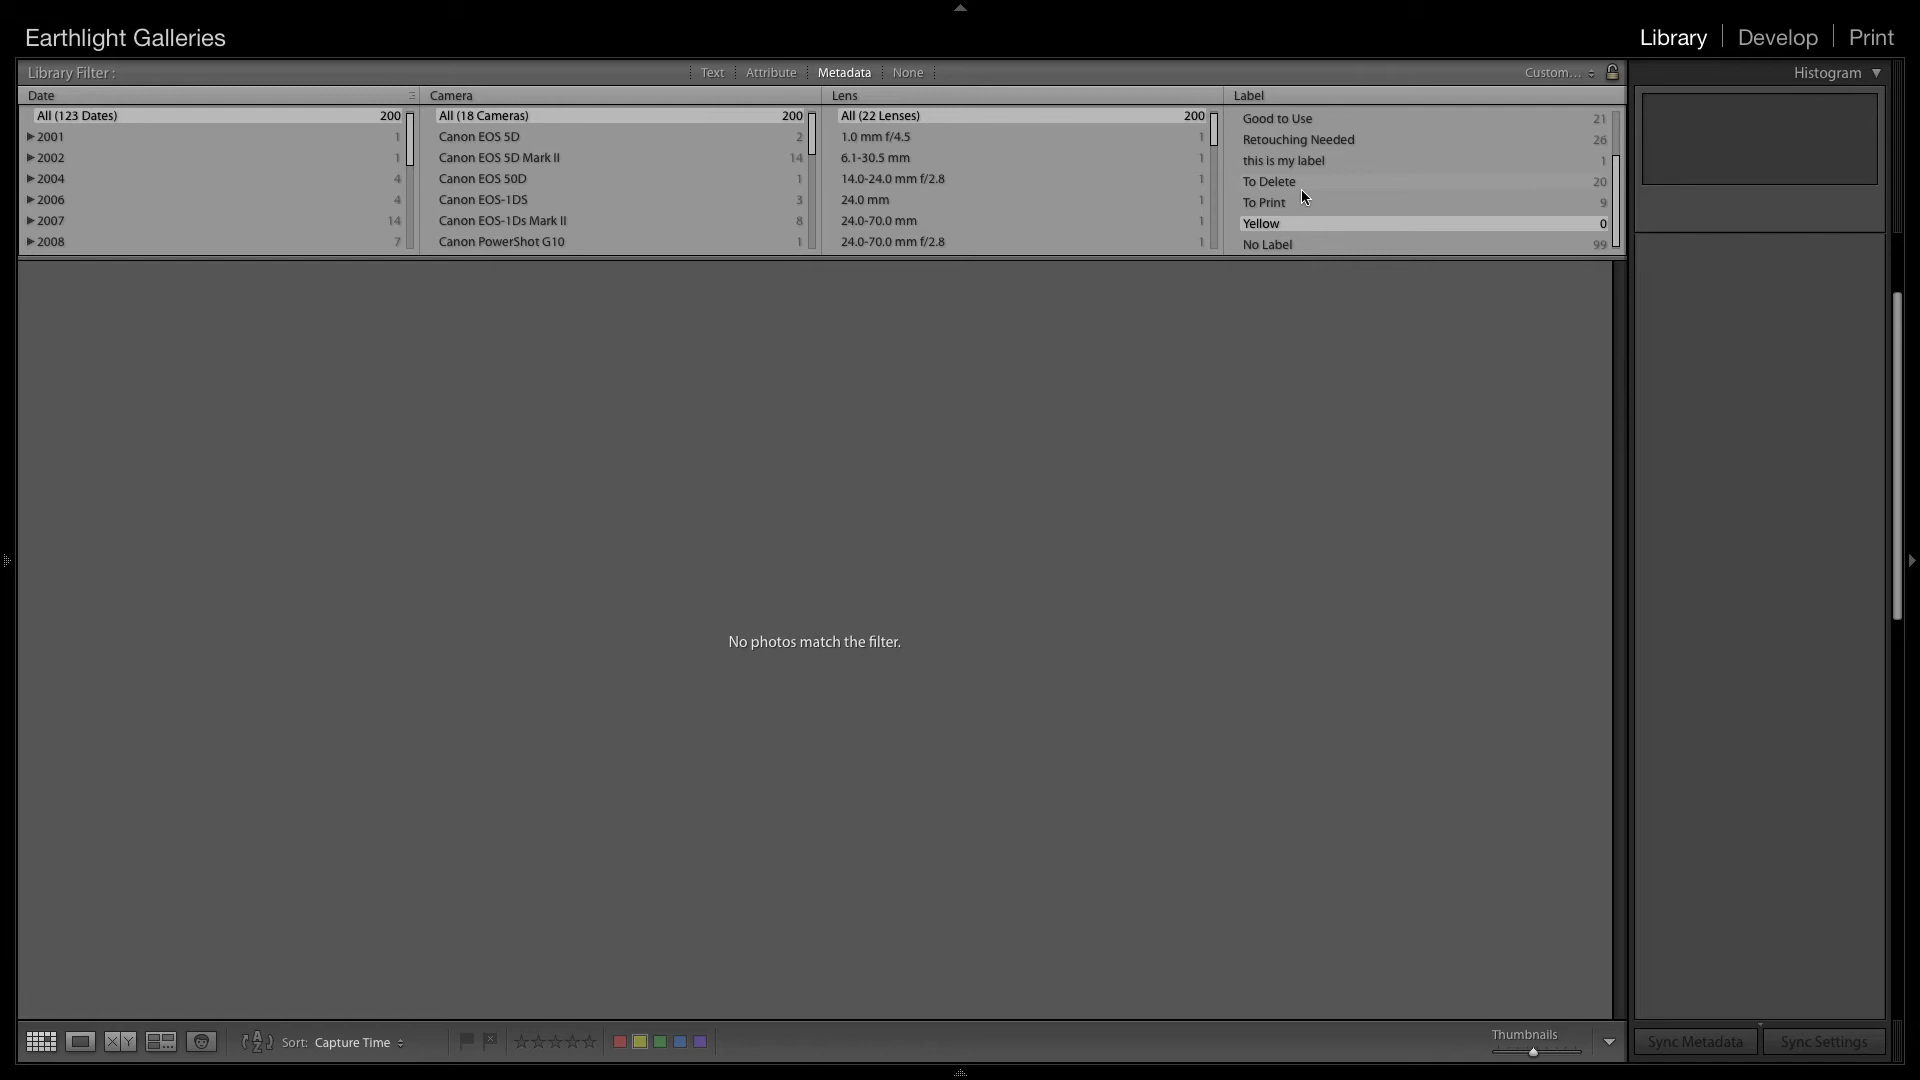 Earthlight Galleries
Library | Develop | Print
Library Filter :
Text Attribute Metadata None
Custom...
Histogram
Date
All (123 Dates) 200
2001 1
2002 1
2004 4
2006 4
2007 14
2008 7
Camera
All (18 Cameras) 200
Canon EOS 5D 2
Canon EOS 5D Mark II 14
Canon EOS 50D 1
Canon EOS-1DS 3
Canon EOS-1Ds Mark II 8
Canon PowerShot G10 1
Lens
All (22 Lenses) 200
1.0 mm f/4.5 1
6.1-30.5 mm 1
14.0-24.0 mm f/2.8 1
24.0 mm 1
24.0-70.0 mm 1
24.0-70.0 mm f/2.8 1
Label
Good to Use 21
Retouching Needed 26
this is my label 1
To Delete 20
To Print 9
Yellow 0
No Label 99
No photos match the filter.
X Y
A Z
Sort: Capture Time
Thumbnails
Sync Metadata
Sync Settings